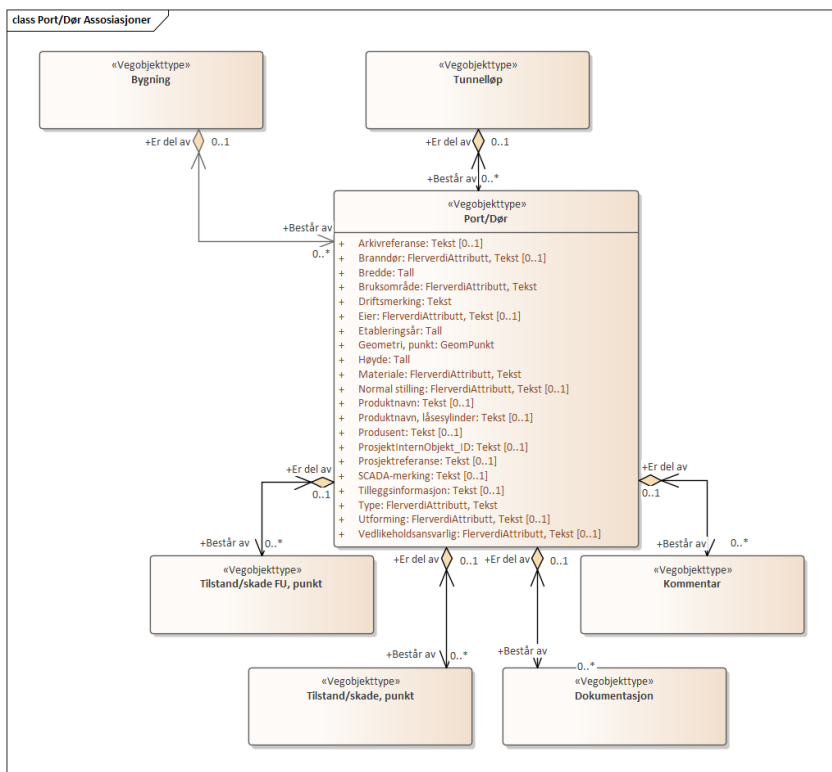 class Port/Dør Assosiasjoner
«Vegobjekttype»
Bygning
«Vegobjekttype»
Tunnelløp
+Er del av
0..1
+Er del av
0..1
+Består av
0..*
+Består av
0..*
«Vegobjekttype»
Port/Dør
+ Arkivreferanse: Tekst [0..1]
+ Branndør: FlerverdiAttributt, Tekst [0..1]
+ Bredde: Tall
+ Bruksområde: FlerverdiAttributt, Tekst
+ Driftsmerking: Tekst
+ Eier: FlerverdiAttributt, Tekst [0..1]
+ Etableringsår: Tall
+ Geometri, punkt: GeomPunkt
+ Høyde: Tall
+ Materiale: FlerverdiAttributt, Tekst
+ Normal stilling: FlerverdiAttributt, Tekst [0..1]
+ Produktnavn: Tekst [0..1]
+ Produktnavn, låsesylinder: Tekst [0..1]
+ Produsent: Tekst [0..1]
+ ProsjektInternObjekt_ID: Tekst [0..1]
+ Prosjektreferanse: Tekst [0..1]
+ SCADA-merking: Tekst [0..1]
+ Tilleggsinformasjon: Tekst [0..1]
+ Type: FlerverdiAttributt, Tekst
+ Utforming: FlerverdiAttributt, Tekst [0..1]
+ Vedlikeholdsansvarlig: FlerverdiAttributt, Tekst [0..1]
+Er del av
0..1
+Er del av
0..1
+Består av
0..*
+Er del av
0..1
+Er del av
0..1
+Består av
0..*
«Vegobjekttype»
Tilstand/skade FU, punkt
«Vegobjekttype»
Kommentar
+Består av
0..*
+Består av
0..*
«Vegobjekttype»
Tilstand/skade, punkt
«Vegobjekttype»
Dokumentasjon